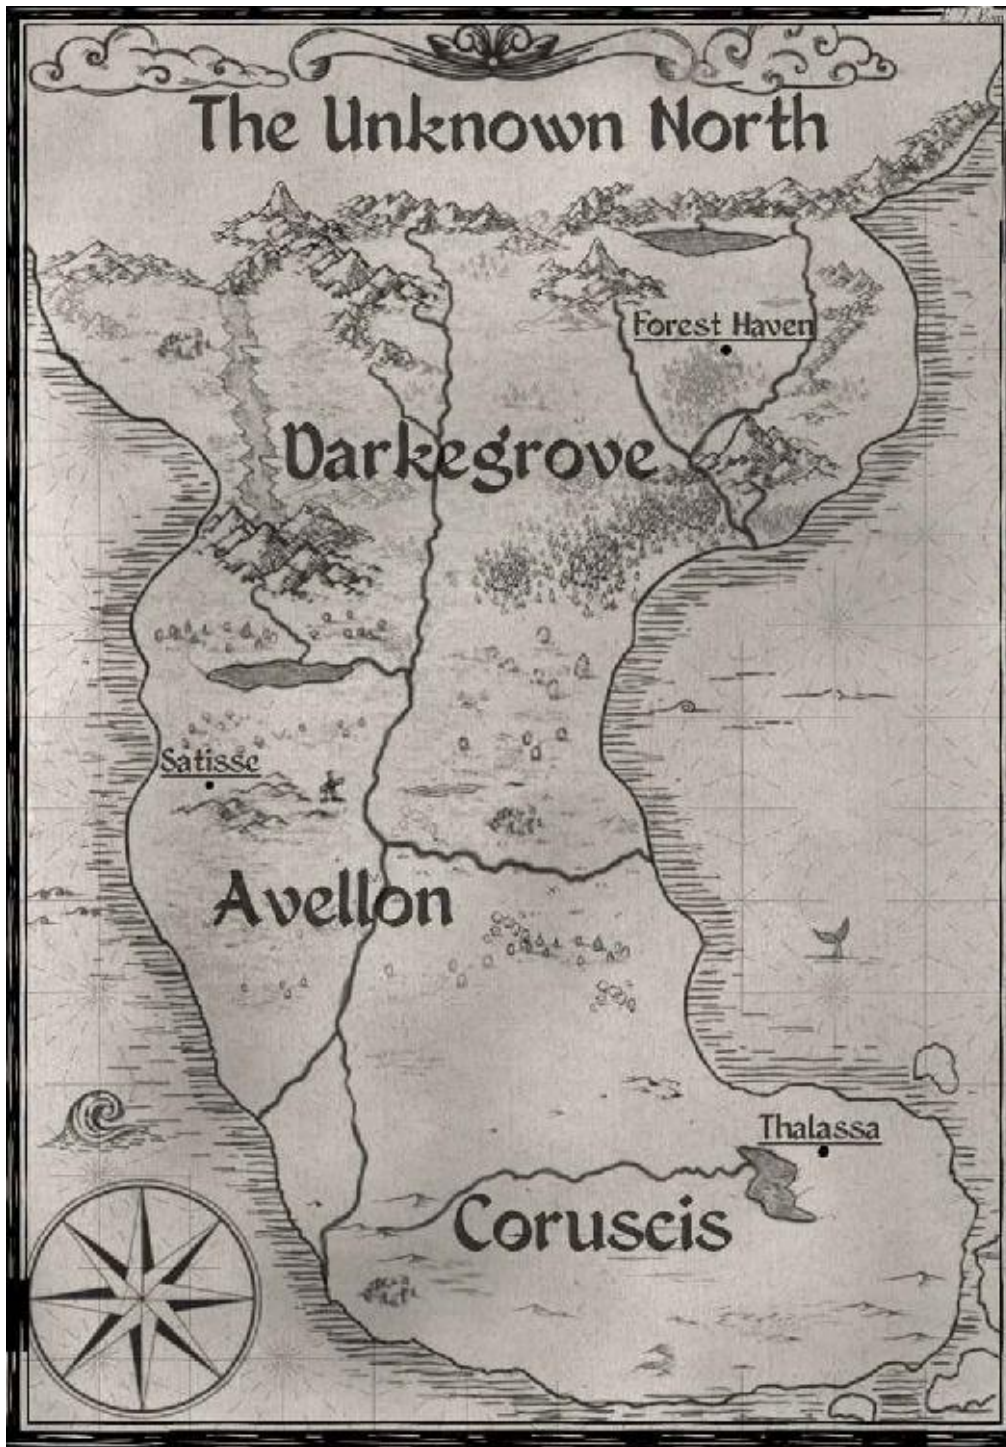 The Unknown North
Forest Haven
Darkegrove
Satisse
Avellon
Thalassa
Coruscis